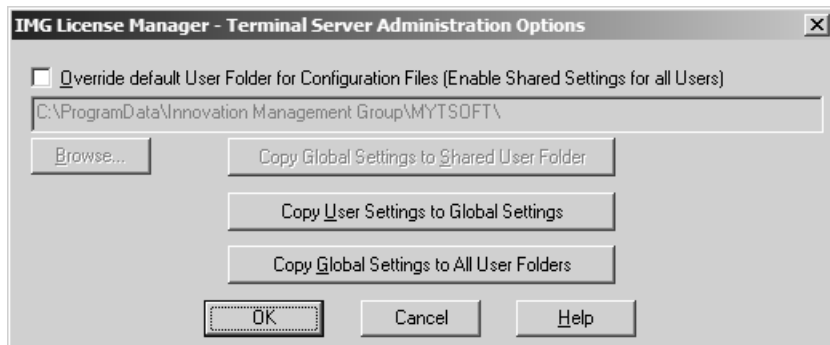 IMG License Manager - Terminal Server Administration Options
Override default User Folder for Configuration Files (Enable Shared Settings for all Users)
C:\ProgramData\Innovation Management Group\MYTSOFT\
Browse...
Copy Global Settings to Shared User Folder
Copy User Settings to Global Settings
Copy Global Settings to All User Folders
OK Cancel Help